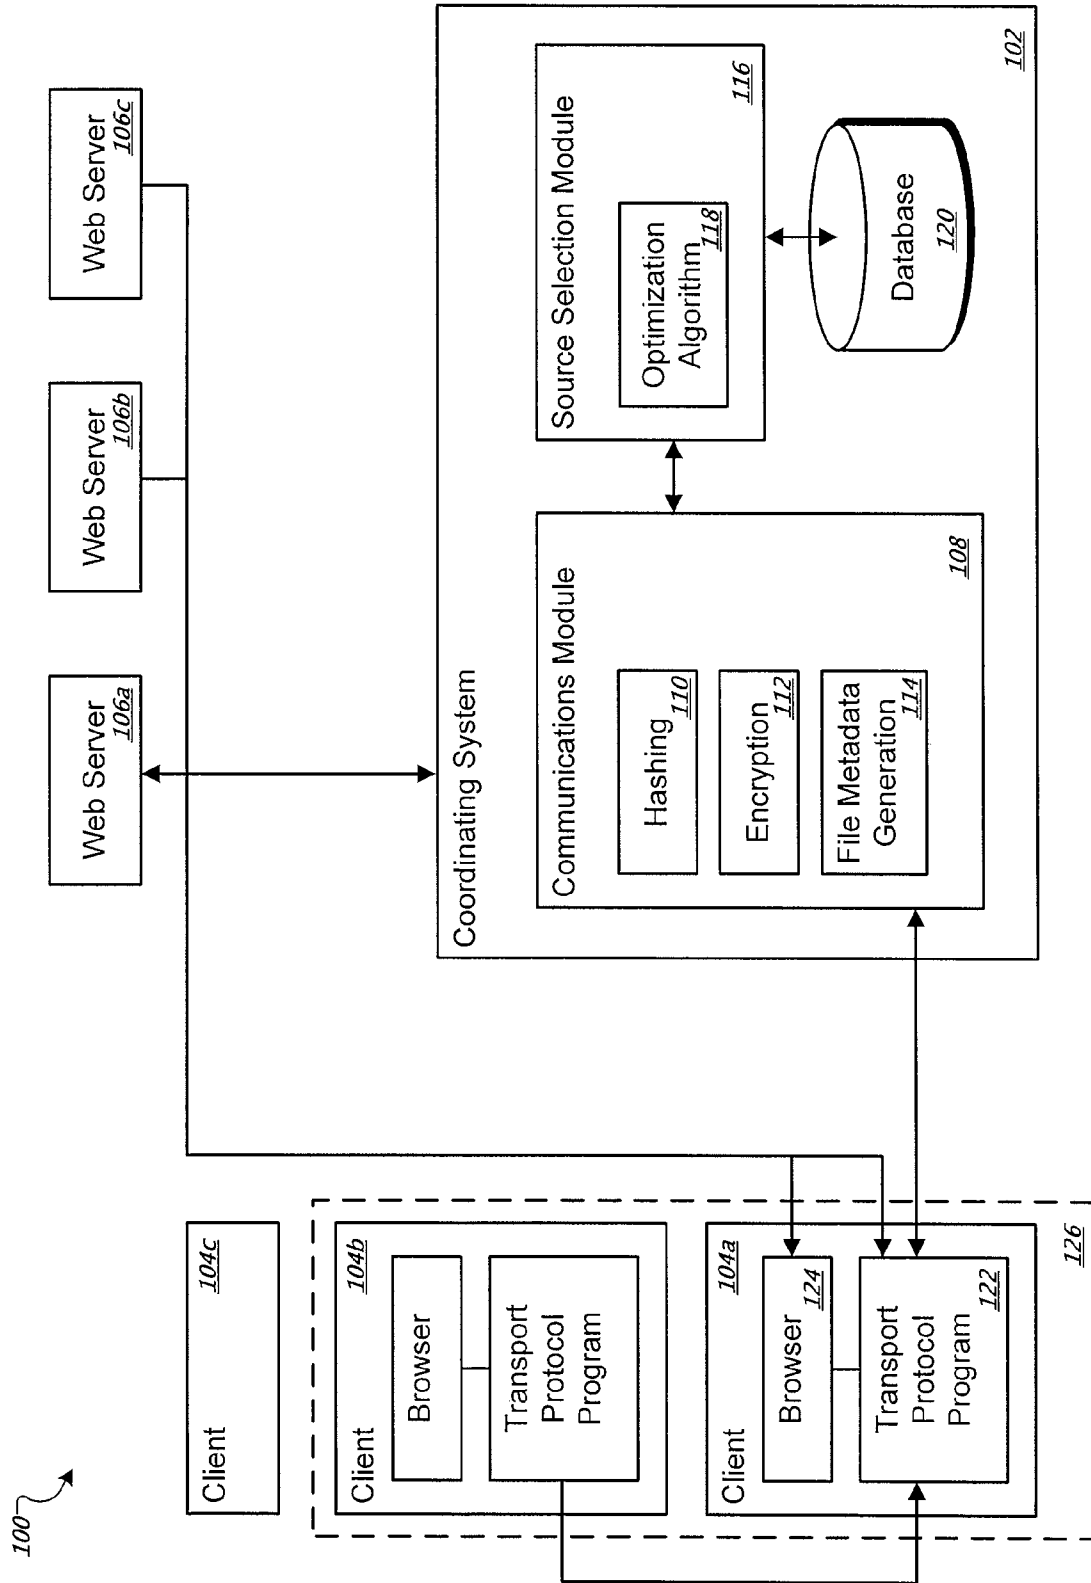 100
Client
104c
Client
104b
Browser
Transport
Protocol
Program
Client
104a
Browser
124
Transport
Protocol
Program
122
126
Web Server
106a
Web Server
106b
Web Server
106c
Coordinating System
Communications Module
Hashing
110
Encryption
112
File Metadata
Generation
114
108
Source Selection Module
Optimization
Algorithm
118
116
Database
120
102